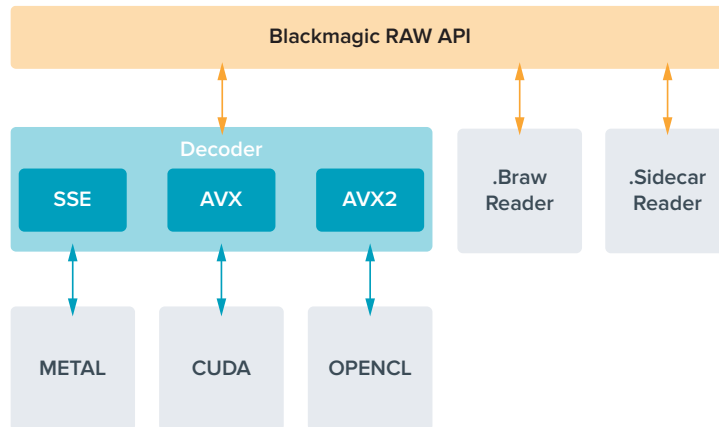 Blackmagic RAW API
Decoder
SSE
AVX
AVX2
.Braw
Reader
.Sidecar
Reader
METAL
CUDA
OPENCL